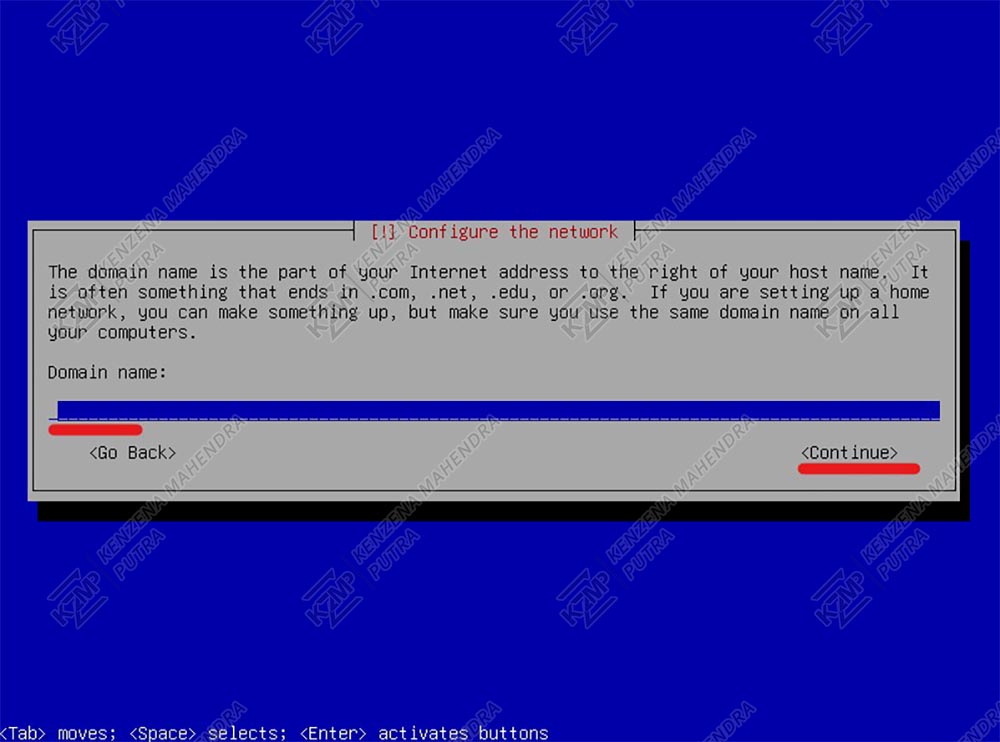 [!] Configure the network
The domain name is the part of your Internet address to the right of your host name.  It
is often something that ends in .com, .net, .edu, or .org.  If you are setting up a home
network, you can make something up, but make sure you use the same domain name on all
your computers.
Domain name:
<Go Back>
<Continue>
<Tab> moves; <Space> selects; <Enter> activates buttons
KZMP KENZENA MAHENDRA
PUTRA